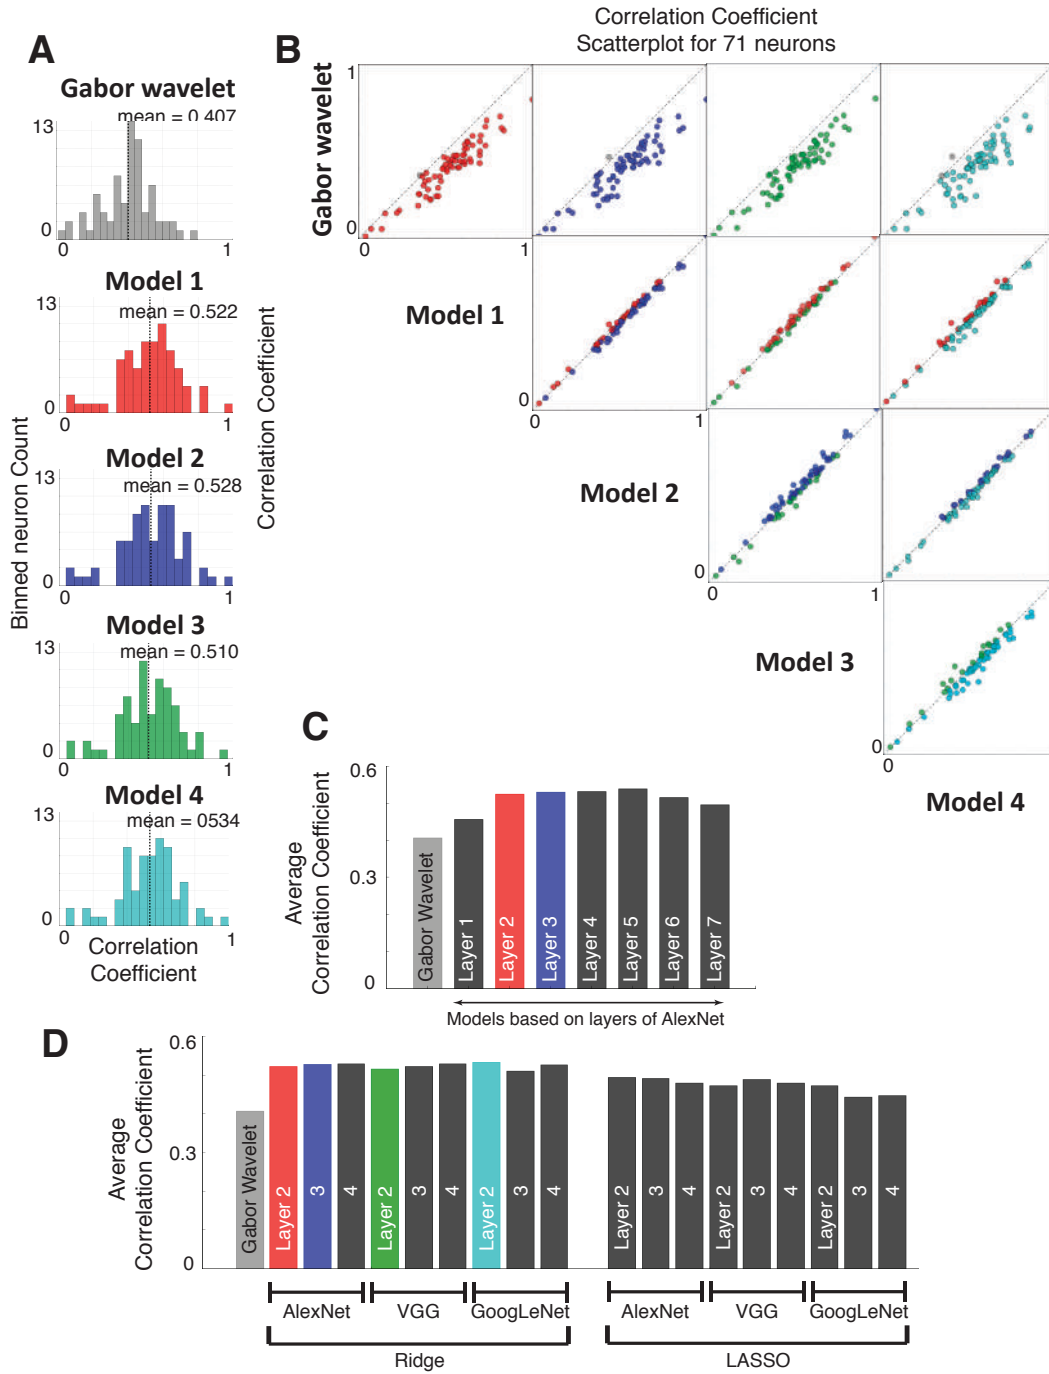 A
Gabor wavelet
mean = 0.407
13
0
0
1
Model 1
mean = 0.522
13
0
0
1
Model 2
mean = 0.528
13
0
0
1
Model 3
mean = 0.510
13
0
0
1
Model 4
mean = 0534
13
0
0
1
Binned neuron Count
Correlation
Coefficient
B
Correlation Coefficient
Scatterplot for 71 neurons
Gabor wavelet
1
0
0
1
Correlation Coefficient
Model 1
0
0
1
Model 2
0
0
1
Model 3
0
0
Model 4
C
0.6
0.3
0
Average
Correlation Coefficient
Gabor Wavelet
Layer 1
Layer 2
Layer 3
Layer 4
Layer 5
Layer 6
Layer 7
Models based on layers of AlexNet
D
0.6
0.3
0
Average
Correlation Coefficient
Gabor Wavelet
Layer 2
3
4
Layer 2
3
4
Layer 2
3
4
Layer 2
3
4
Layer 2
3
4
Layer 2
3
4
AlexNet VGG GoogLeNet AlexNet VGG GoogLeNet
Ridge LASSO